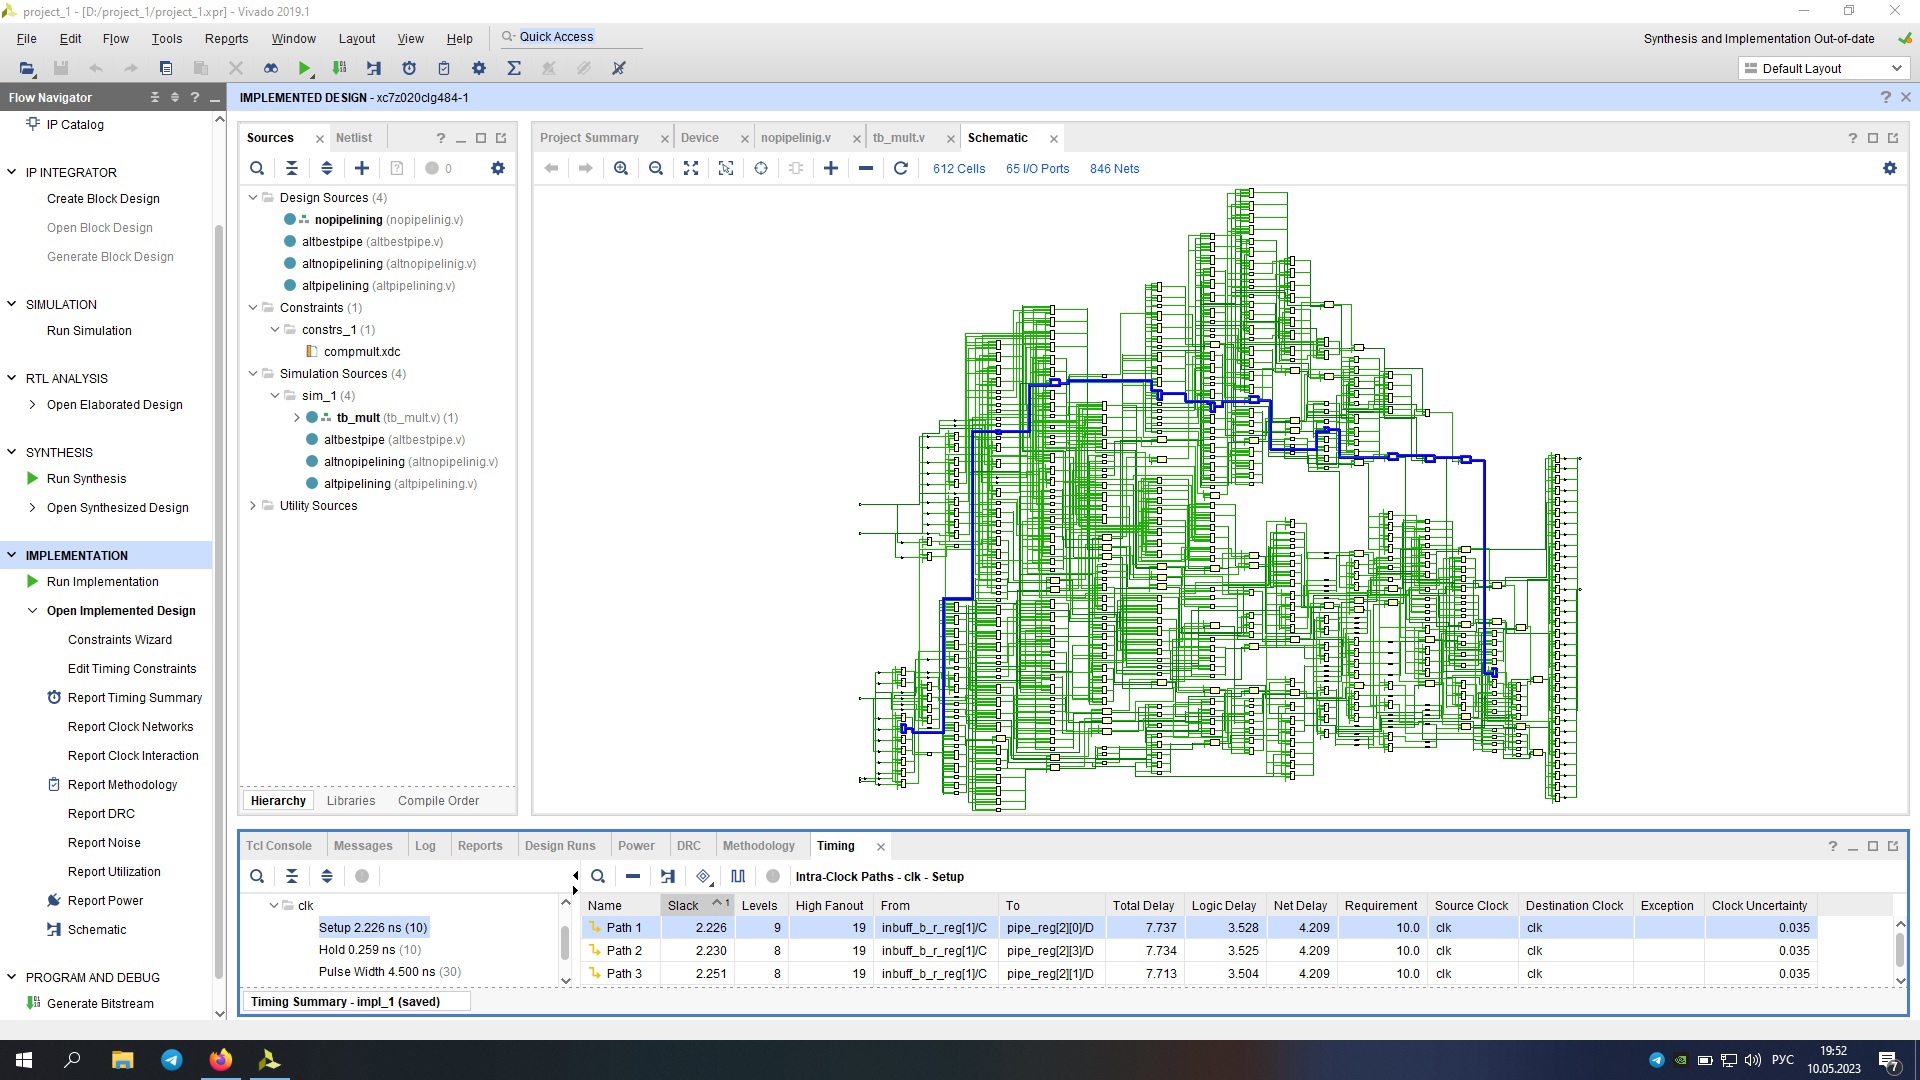 project_1 - [D:/project_1/project_1.xpr] - Vivado 2019.1
File Edit Flow Tools Reports Window Layout View Help Quick Access
Synthesis and Implementation Out-of-date
Default Layout
Flow Navigator
IP Catalog
IP INTEGRATOR
Create Block Design
Open Block Design
Generate Block Design
SIMULATION
Run Simulation
RTL ANALYSIS
Open Elaborated Design
SYNTHESIS
Run Synthesis
Open Synthesized Design
IMPLEMENTATION
Run Implementation
Open Implemented Design
Constraints Wizard
Edit Timing Constraints
Report Timing Summary
Report Clock Networks
Report Clock Interaction
Report Methodology
Report DRC
Report Noise
Report Utilization
Report Power
Schematic
PROGRAM AND DEBUG
Generate Bitstream
IMPLEMENTED DESIGN - xc7z020clg484-1
Sources Netlist
0
Design Sources (4)
nopipelining (nopipelinig.v)
altbestpipe (altbestpipe.v)
altnopipelining (altnopipelinig.v)
altpipelining (altpipelining.v)
Constraints (1)
constrs_1 (1)
compmult.xdc
Simulation Sources (4)
sim_1 (4)
tb_mult (tb_mult.v) (1)
altbestpipe (altbestpipe.v)
altnopipelining (altnopipelinig.v)
altpipelining (altpipelining.v)
Utility Sources
Hierarchy Libraries Compile Order
Project Summary Device nopipelinig.v tb_mult.v Schematic
612 Cells 65 I/O Ports 846 Nets
Tcl Console Messages Log Reports Design Runs Power DRC Methodology Timing
clk
Setup 2.226 ns (10)
Hold 0.259 ns (10)
Pulse Width 4.500 ns (30)
Timing Summary - impl_1 (saved)
Intra-Clock Paths - clk - Setup
Name Slack 1 Levels High Fanout From To Total Delay Logic Delay Net Delay Requirement Source Clock Destination Clock Exception Clock Uncertainty
Path 1 2.226 9 19 inbuff_b_r_reg[1]/C pipe_reg[2][0]/D 7.737 3.528 4.209 10.0 clk clk 0.035
Path 2 2.230 8 19 inbuff_b_r_reg[1]/C pipe_reg[2][3]/D 7.734 3.525 4.209 10.0 clk clk 0.035
Path 3 2.251 8 19 inbuff_b_r_reg[1]/C pipe_reg[2][1]/D 7.713 3.504 4.209 10.0 clk clk 0.035
РУС
19:52
10.05.2023
7